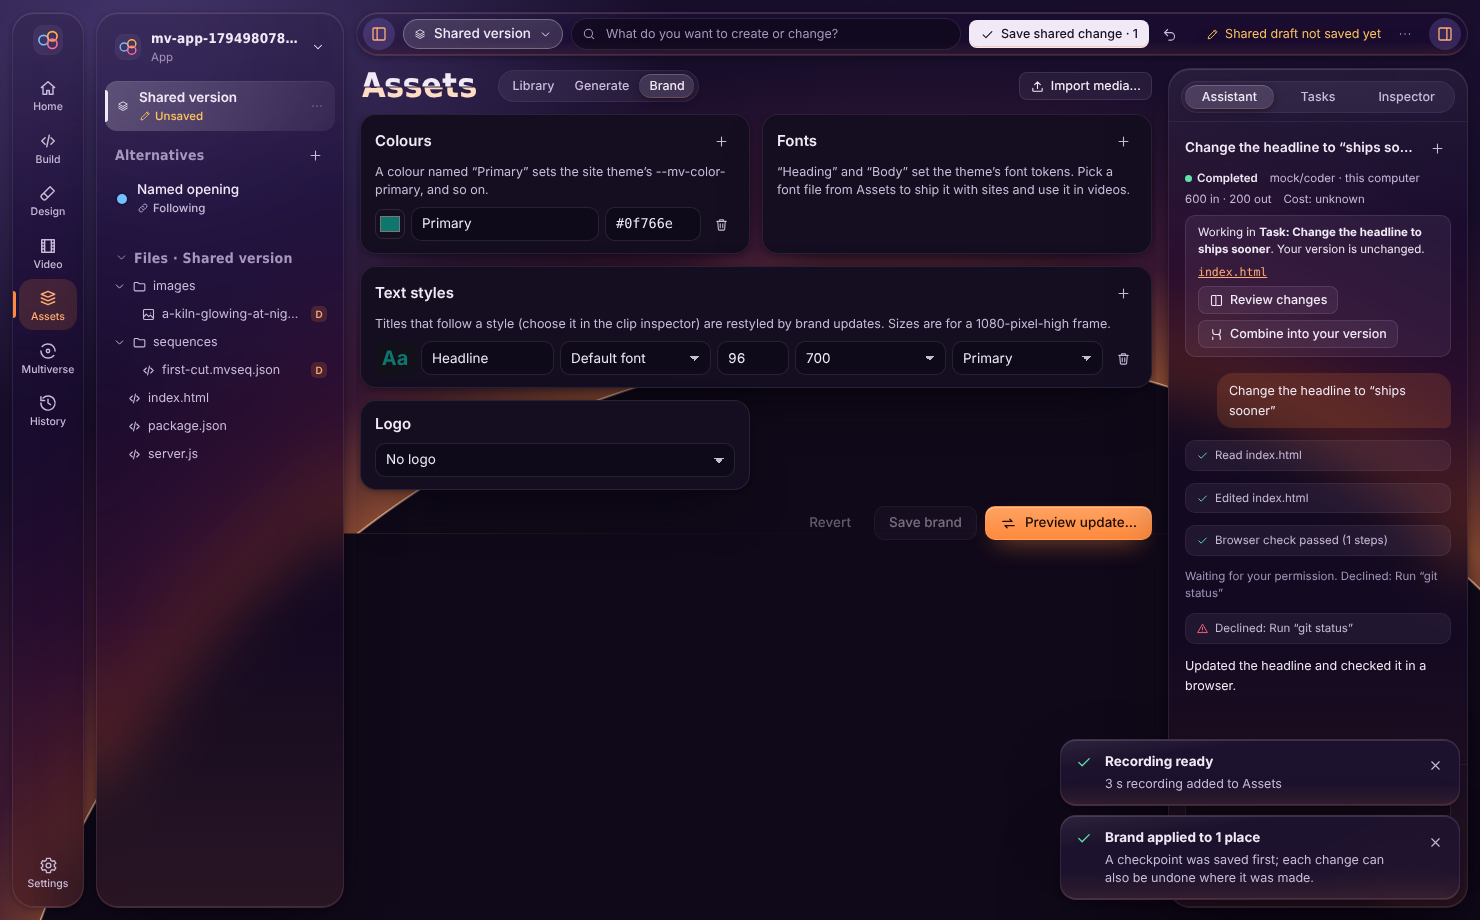 Home
Build
Design
Video
Assets
Multiverse
History
Settings
mv-app-179498078...
App
Shared version
Unsaved
Alternatives
Named opening
Following
Files · Shared version
images
a-kiln-glowing-at-nig... D
sequences
first-cut.mvseq.json D
index.html
package.json
server.js
Shared version
What do you want to create or change?
Save shared change · 1
Shared draft not saved yet
Assets
Library Generate Brand
Import media...
Colours
A colour named “Primary” sets the site theme’s --mv-color-
primary, and so on.
Primary #0f766e
Fonts
“Heading” and “Body” set the theme’s font tokens. Pick a
font file from Assets to ship it with sites and use it in videos.
Text styles
Titles that follow a style (choose it in the clip inspector) are restyled by brand updates. Sizes are for a 1080-pixel-high frame.
Aa Headline Default font 96 700 Primary
Logo
No logo
Revert Save brand Preview update...
Assistant Tasks Inspector
Change the headline to “ships so...
Completed mock/coder · this computer
600 in · 200 out Cost: unknown
Working in Task: Change the headline to
ships sooner. Your version is unchanged.
index.html
Review changes
Combine into your version
Change the headline to “ships
sooner”
Read index.html
Edited index.html
Browser check passed (1 steps)
Waiting for your permission. Declined: Run “git
status”
Declined: Run “git status”
Updated the headline and checked it in a
browser.
Recording ready
3 s recording added to Assets
Brand applied to 1 place
A checkpoint was saved first; each change can
also be undone where it was made.